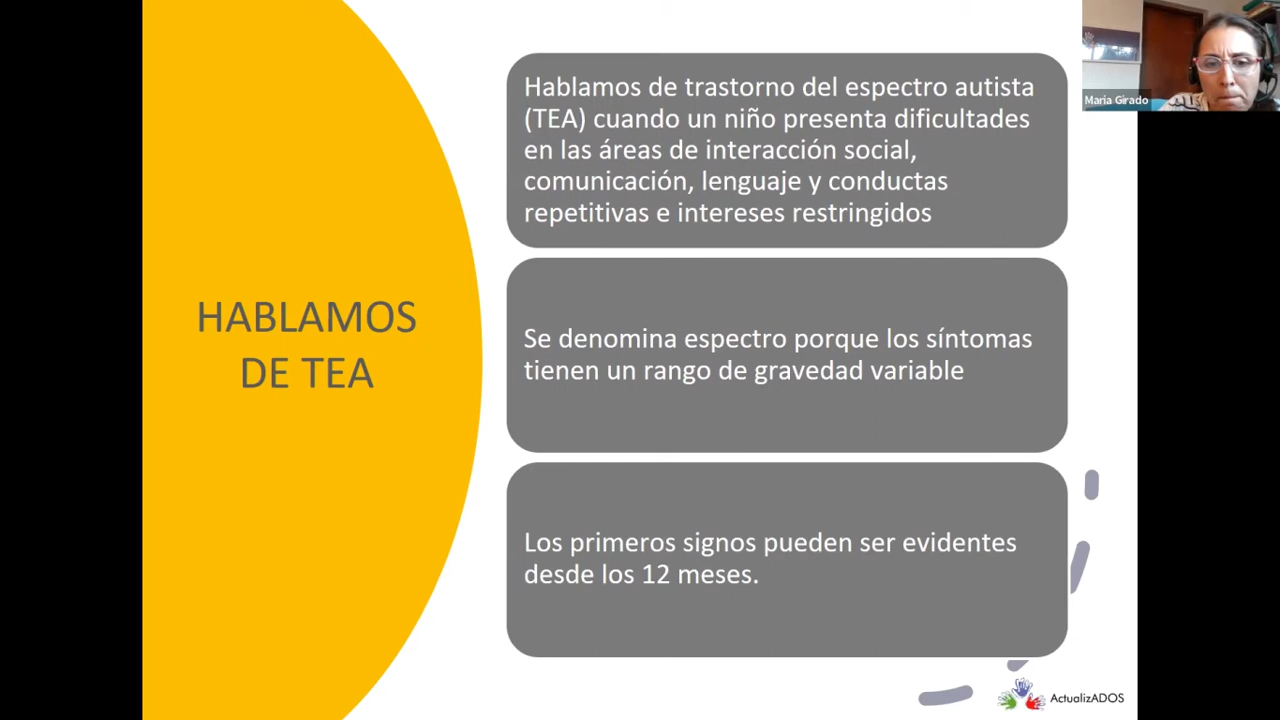 HABLAMOS
DE TEA
Hablamos de trastorno del espectro autista
(TEA) cuando un niño presenta dificultades
en las áreas de interacción social,
comunicación, lenguaje y conductas
repetitivas e intereses restringidos
Se denomina espectro porque los síntomas
tienen un rango de gravedad variable
Los primeros signos pueden ser evidentes
desde los 12 meses.
Maria Girado
ActualizADOS